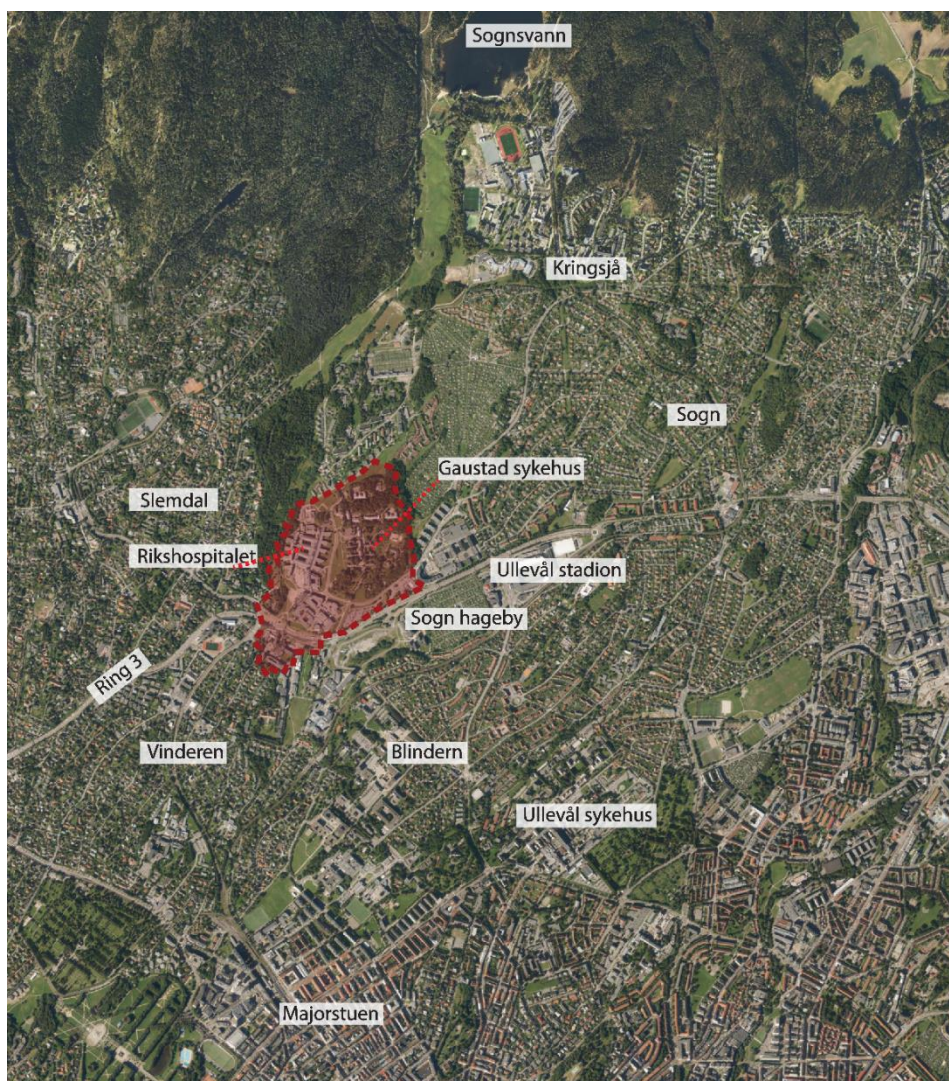 Sognsvann
Kringsjå
Sogn
Gaustad sykehus
Slemdal
Rikshospitalet
Ullevål stadion
Sogn hageby
Ring 3
Vinderen
Blindern
Ullevål sykehus
Majorstuen